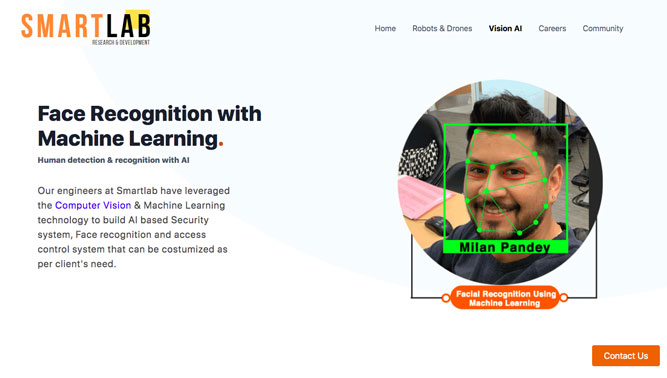 SMARTLAB
RESEARCH & DEVELOPMENT
Home Robots & Drones Vision AI Careers Community
Face Recognition with
Machine Learning.
Human detection & recognition with AI
Our engineers at Smartlab have leveraged
the Computer Vision & Machine Learning
technology to build AI based Security
system, Face recognition and access
control system that can be costumized as
per client's need.
Milan Pandey
Facial Recognition Using
Machine Learning
Contact Us